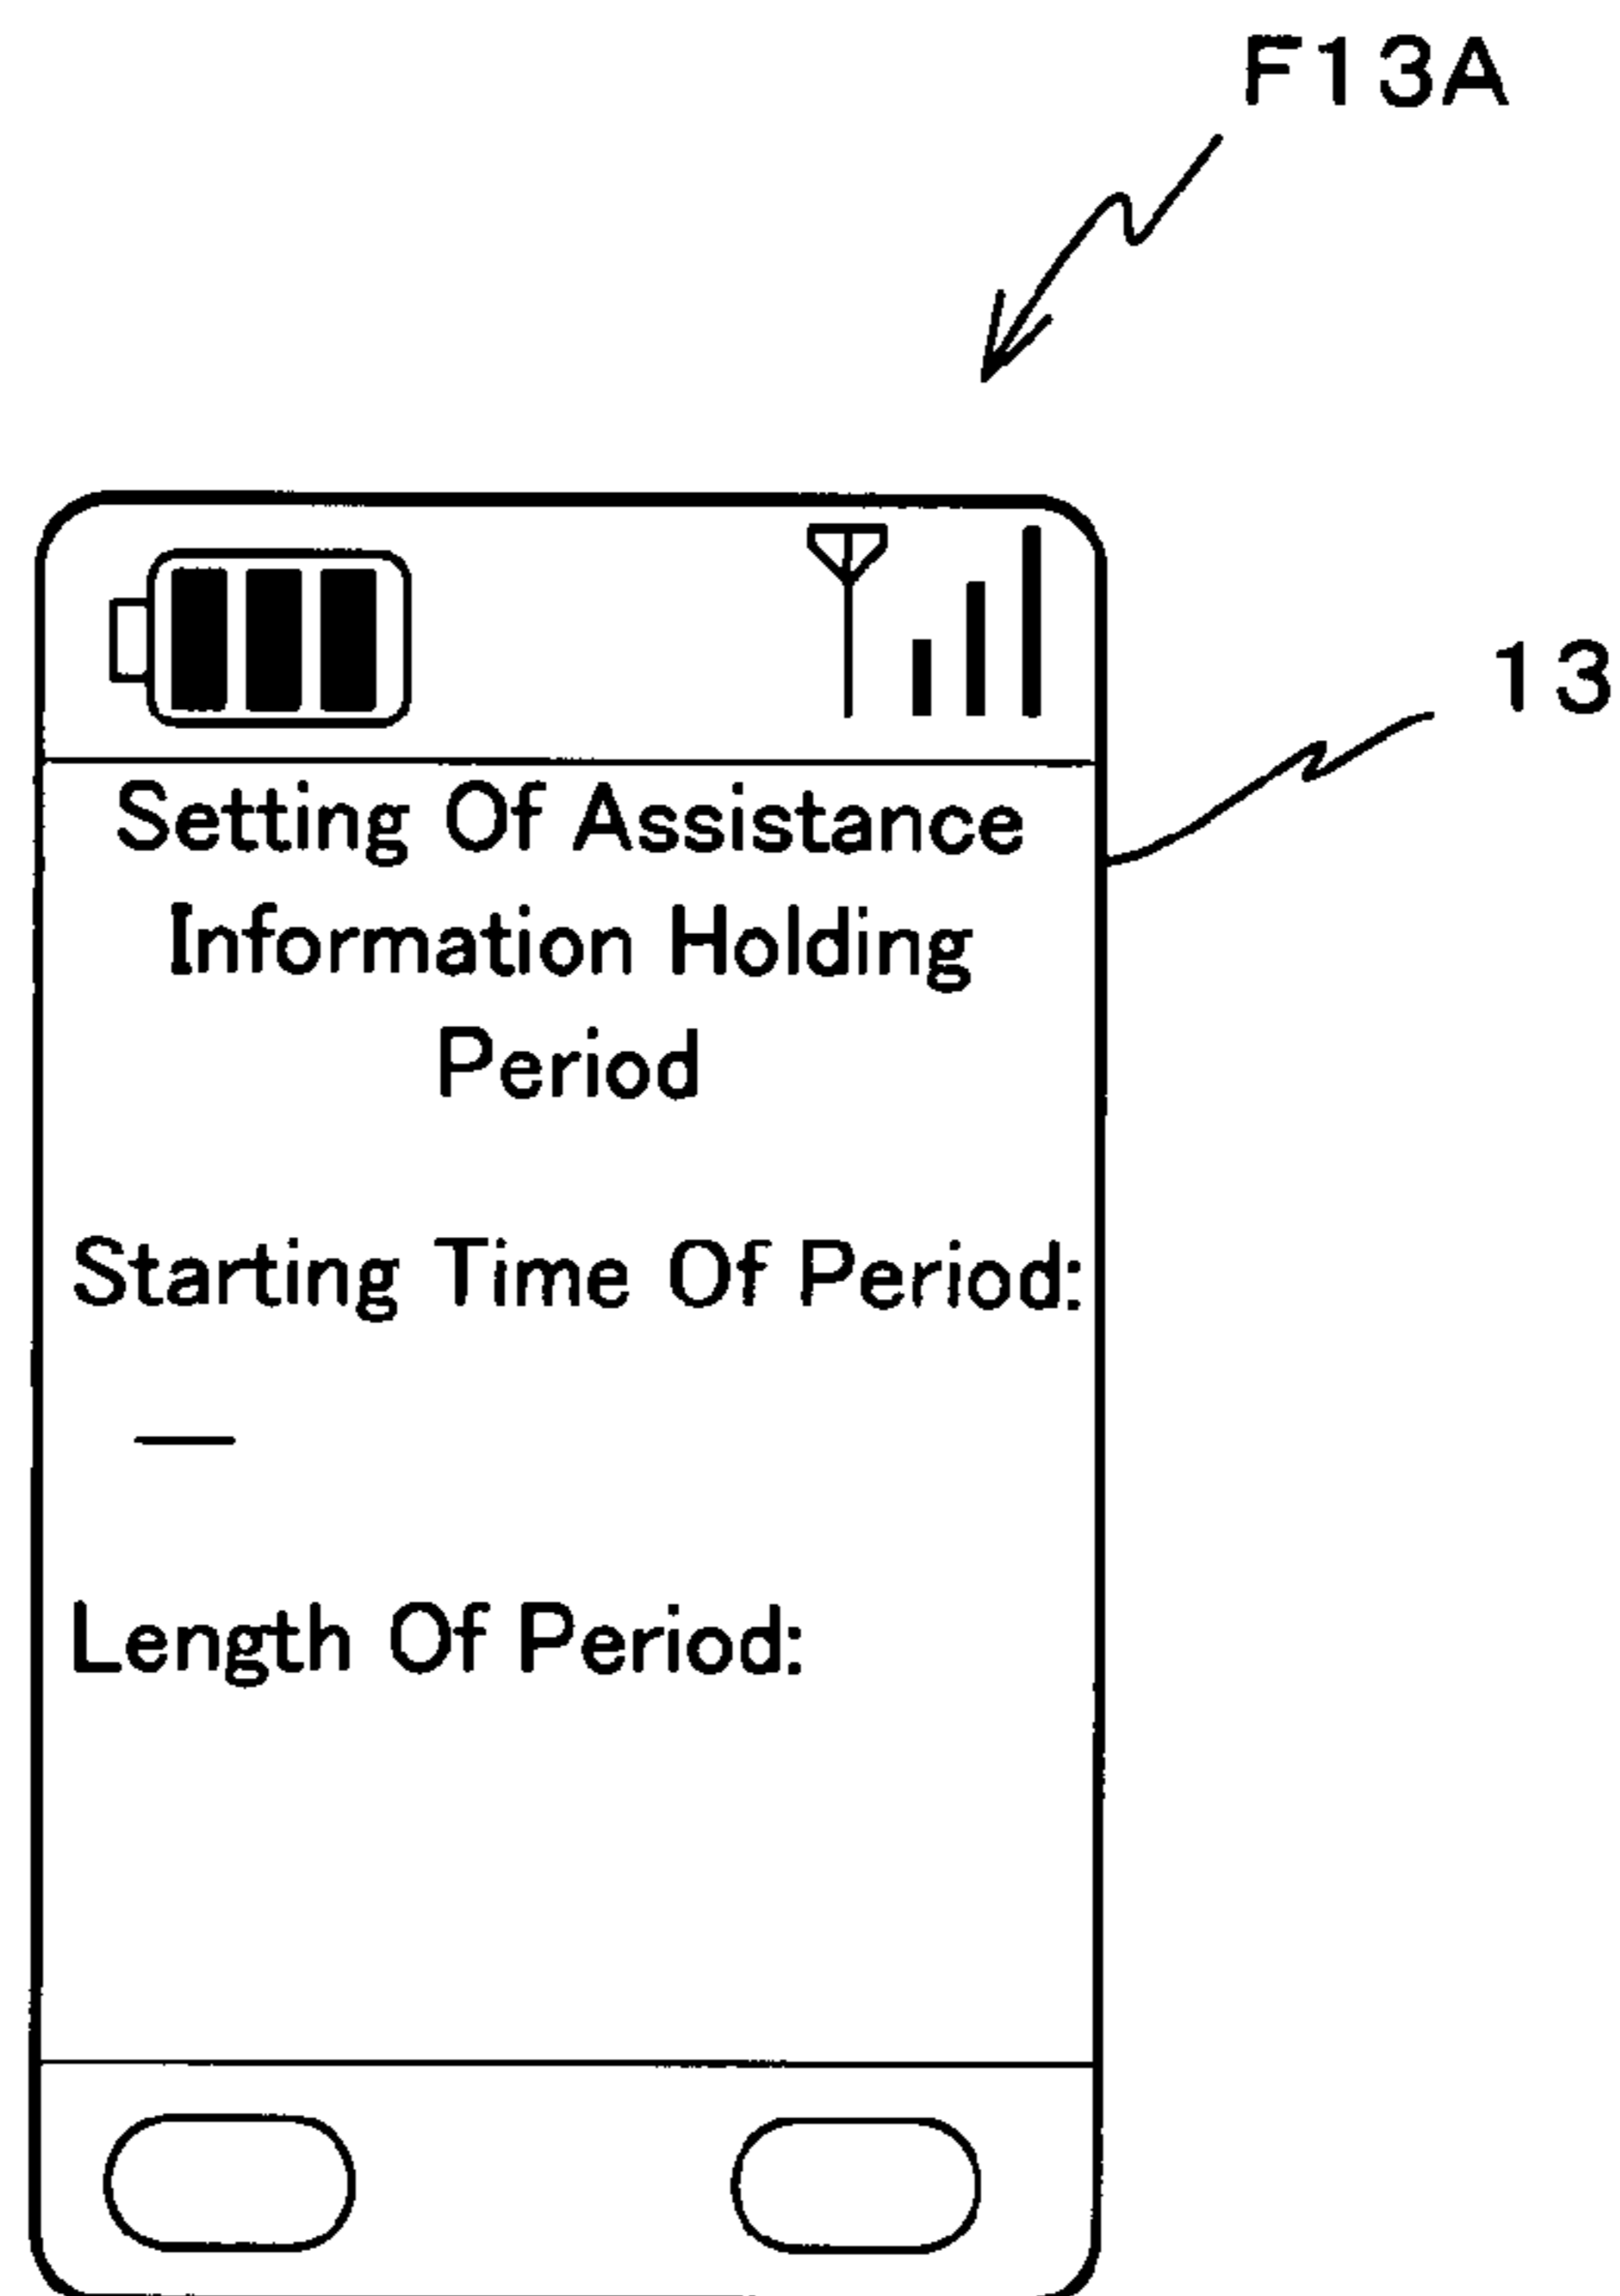 F13A
13
Setting Of Assistance
Information Holding
Period
Starting Time Of Period:
Length Of Period: